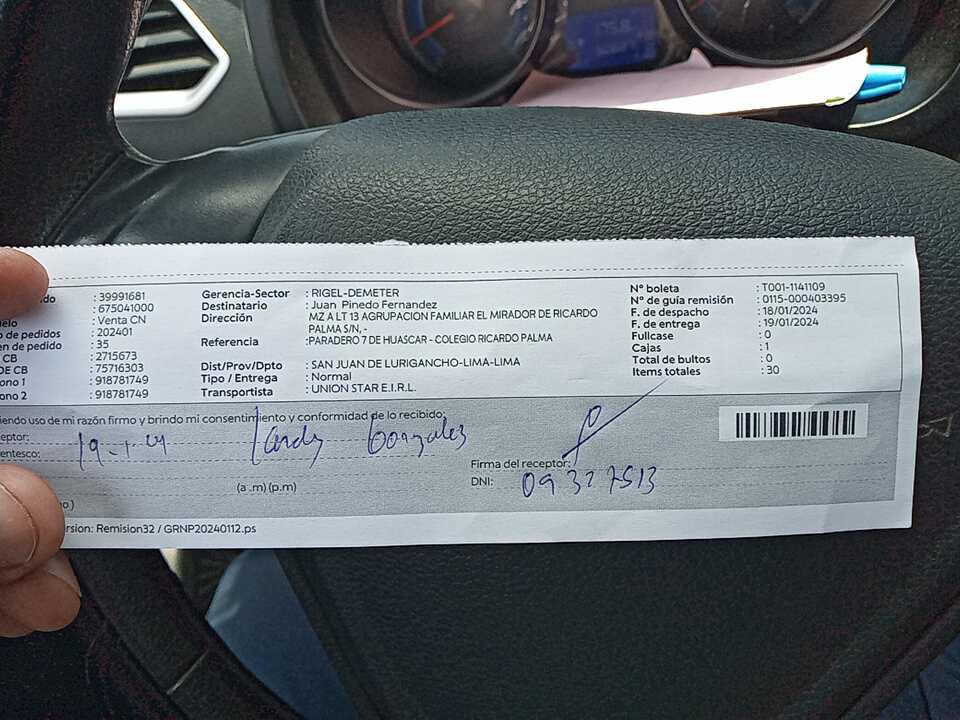 do : 39991681
: 675041000
elo : Venta CN
o de pedidos : 202401
en de pedido : 35
CB : 2715673
DE CB : 75716303
ono 1 : 918781749
ono 2 : 918781749
Gerencia-Sector : RIGEL-DEMETER
Destinatario : Juan Pinedo Fernandez
Dirección MZ A LT 13 AGRUPACION FAMILIAR EL MIRADOR DE RICARDO
PALMA S/N, -
Referencia : PARADERO 7 DE HUASCAR - COLEGIO RICARDO PALMA
Dist/Prov/Dpto : SAN JUAN DE LURIGANCHO-LIMA-LIMA
Tipo / Entrega : Normal
Transportista : UNION STAR E.I.R.L.
Nº boleta : T001-1141109
Nº de guía remisión : 0115-000403395
F. de despacho : 18/01/2024
F. de entrega : 19/01/2024
Fullcase : 0
Cajas : 1
Total de bultos : 0
Items totales : 30
iendo uso de mi razón firmo y brindo mi consentimiento y conformidad de lo recibido:
eptor: Gonzales
entesco:
(a .m) (p.m)
Firma del receptor:
DNI: 09327513
no )
rsion: Remision32 / GRNP20240112.ps